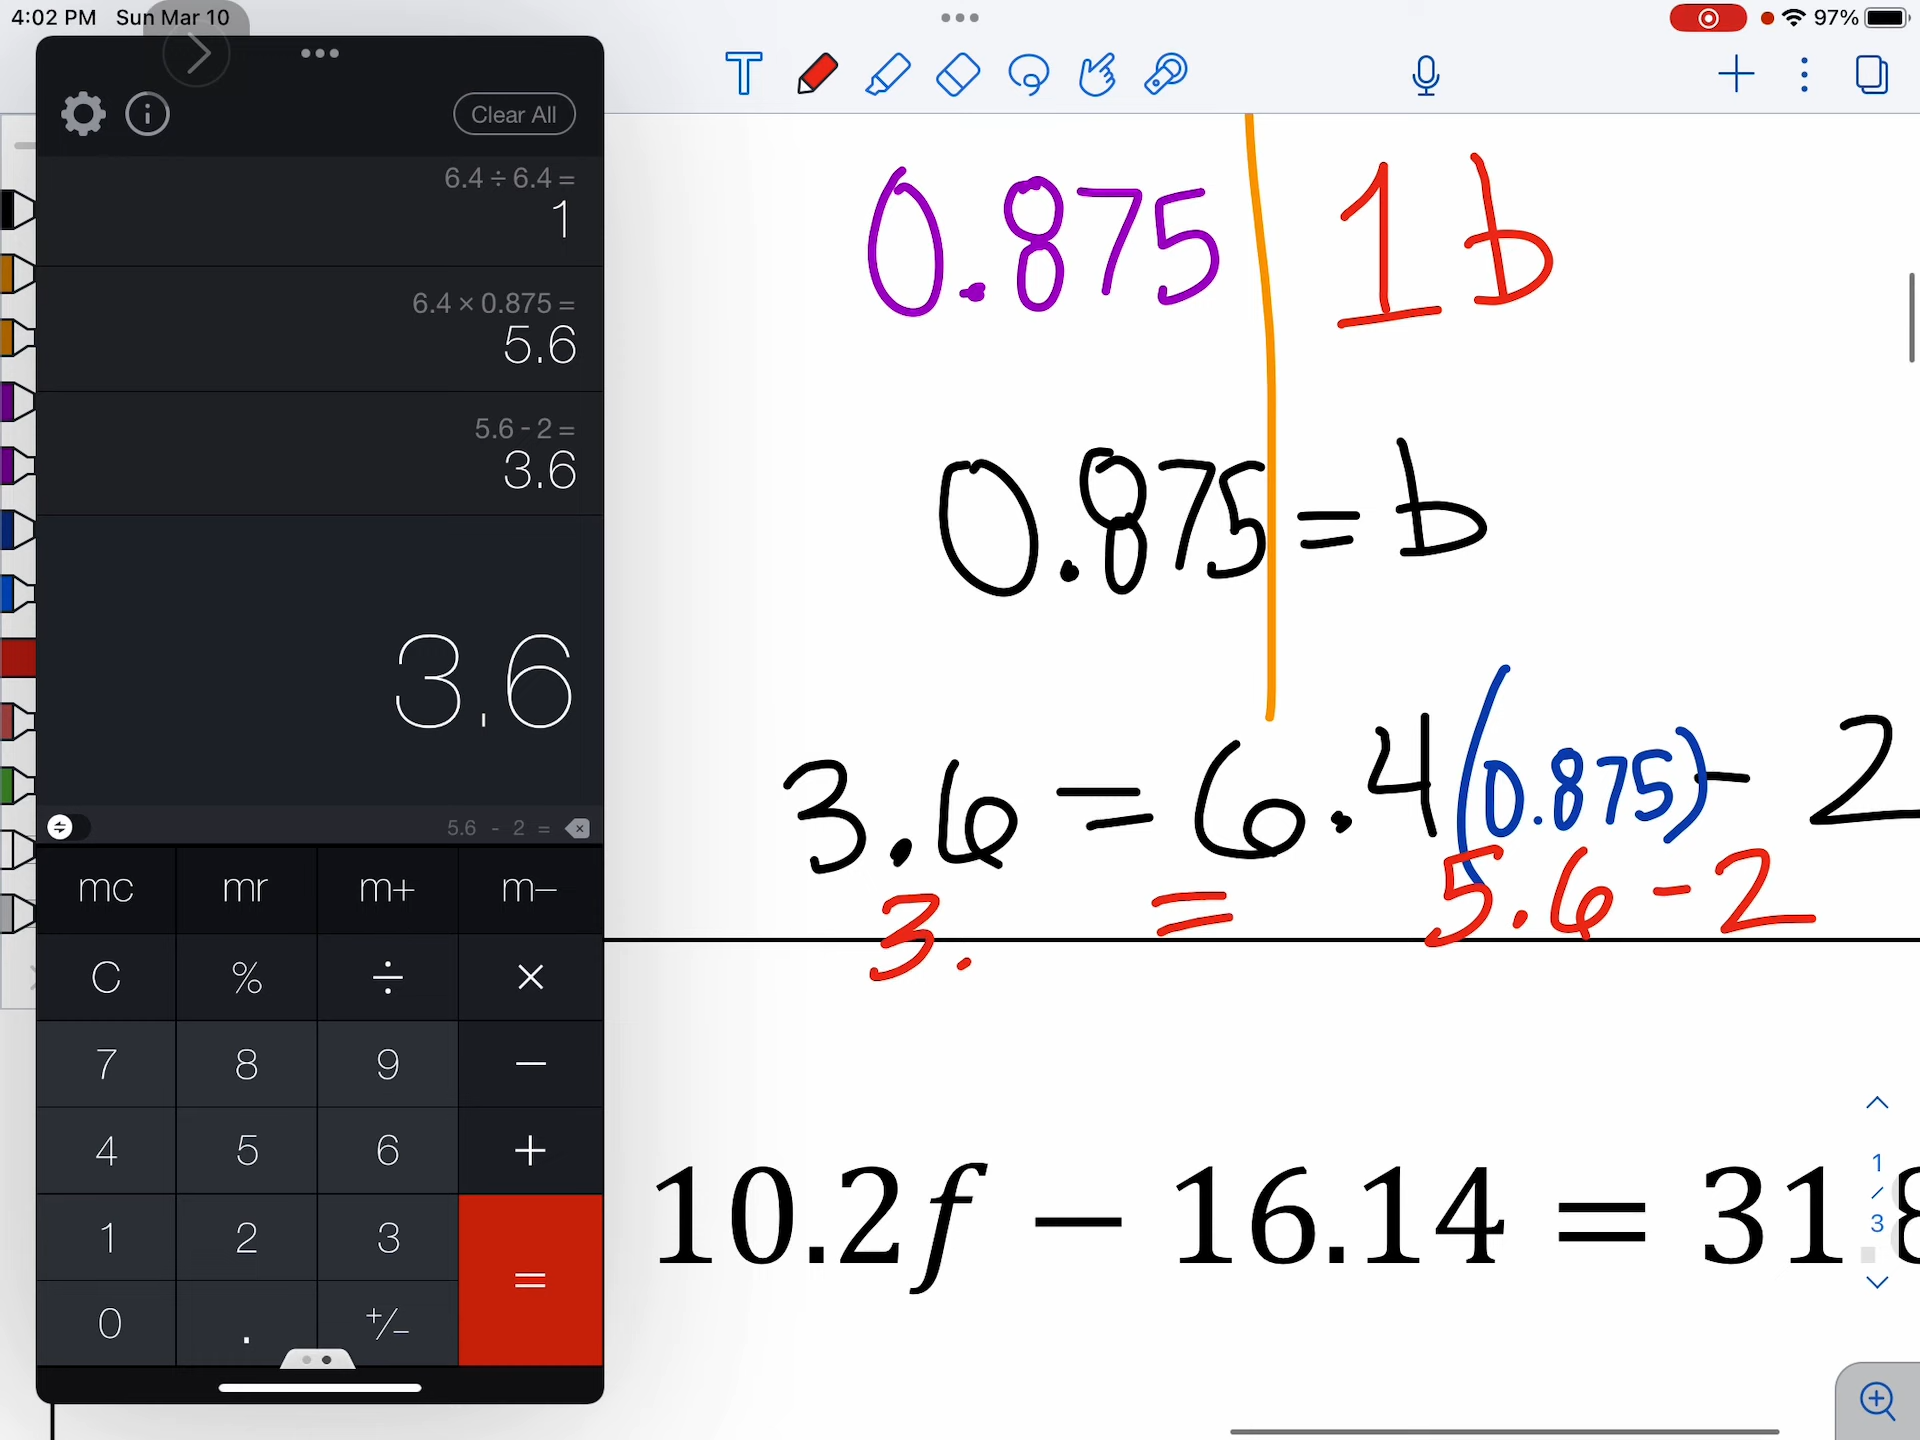 4:02 PM Sun Mar 10
97%
Clear All
6.4 ÷ 6.4 =
1
6.4 × 0.875 =
5.6
5.6 - 2 =
3.6
3.6
5.6 - 2 =
mc mr m+ m−
C % ÷ ×
7 8 9 −
4 5 6 +
1 2 3 =
0 . +/−
T
0.875 1b
0.875 = b
3.6 = 6.4(0.875) - 2
3. = 5.6 - 2
10.2f − 16.14 = 31.8
1/3